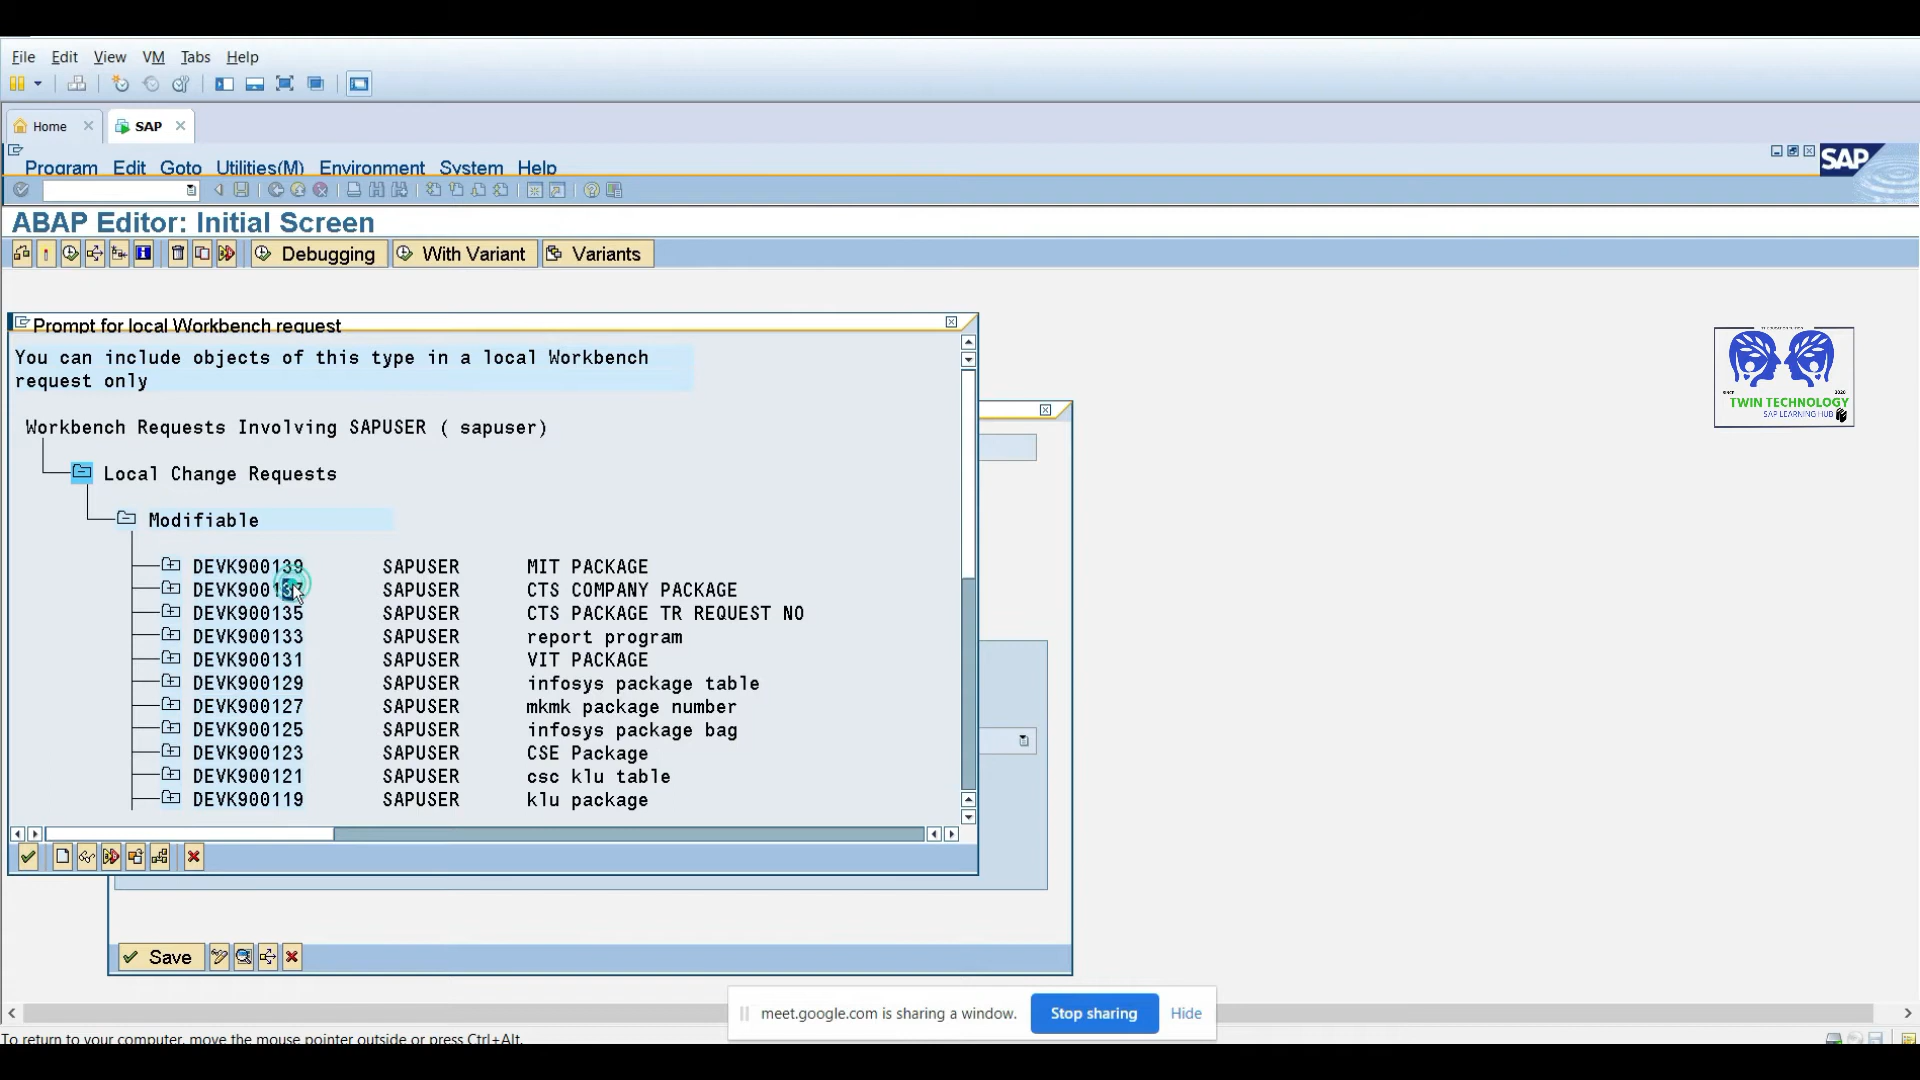 File Edit View VM Tabs Help
Home SAP
Program Edit Goto Utilities(M) Environment System Help
SAP
ABAP Editor: Initial Screen
Debugging With Variant Variants
Prompt for local Workbench request
You can include objects of this type in a local Workbench
request only
Workbench Requests Involving SAPUSER ( sapuser)
Local Change Requests
Modifiable
DEVK900139 SAPUSER MIT PACKAGE
DEVK900137 SAPUSER CTS COMPANY PACKAGE
DEVK900135 SAPUSER CTS PACKAGE TR REQUEST NO
DEVK900133 SAPUSER report program
DEVK900131 SAPUSER VIT PACKAGE
DEVK900129 SAPUSER infosys package table
DEVK900127 SAPUSER mkmk package number
DEVK900125 SAPUSER infosys package bag
DEVK900123 SAPUSER CSE Package
DEVK900121 SAPUSER csc klu table
DEVK900119 SAPUSER klu package
Save
TWIN TECHNOLOGY
SAP LEARNING HUB
meet.google.com is sharing a window. Stop sharing Hide
To return to your computer, move the mouse pointer outside or press Ctrl+Alt.